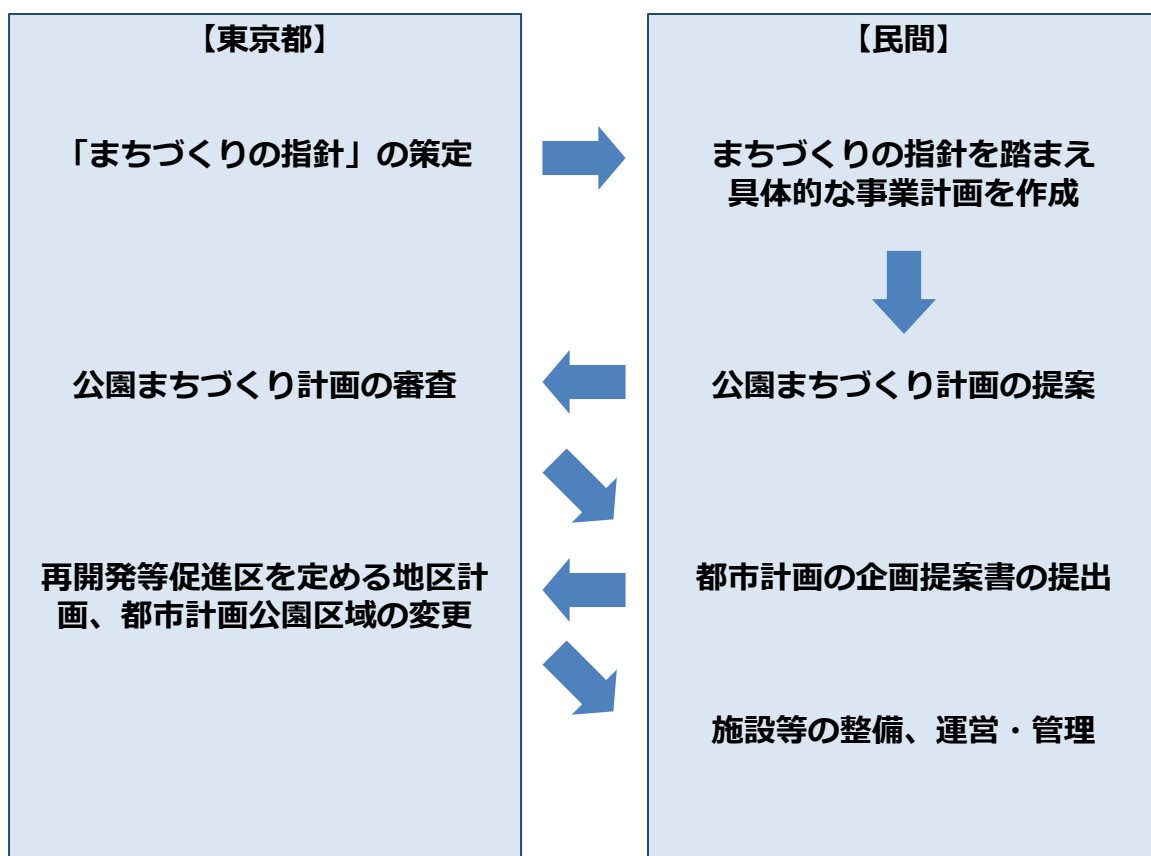 【東京都】
「まちづくりの指針」の策定
公園まちづくり計画の審査
再開発等促進区を定める地区計
画、都市計画公園区域の変更
【民間】
まちづくりの指針を踏まえ
具体的な事業計画を作成
公園まちづくり計画の提案
都市計画の企画提案書の提出
施設等の整備、運営・管理